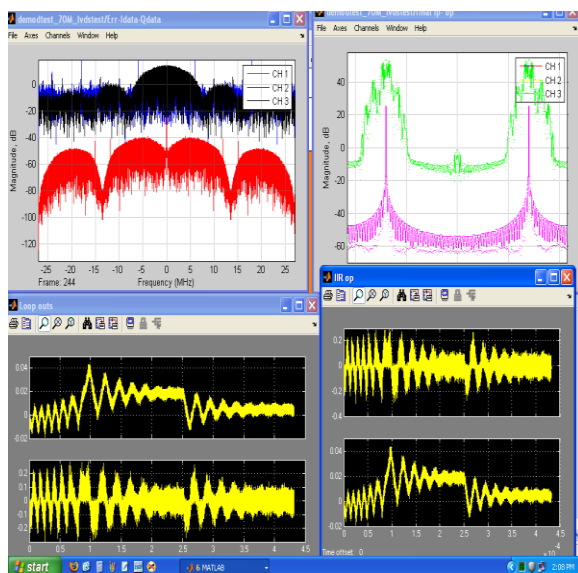 demodtest_70M_lvdstest/Err-Idata-Qdata
File Axes Channels Window Help
CH 1
CH 2
CH 3
0
-20
-40
-60
-80
-100
-120
Magnitude, dB
-25 -20 -15 -10 -5 0 5 10 15 20 25
Frame: 244 Frequency (MHz)
File Axes Channels Window Help
CH 1
CH 2
CH 3
40
20
0
-20
-40
-60
Magnitude, dB
Loop outs
0.04
0.02
0
-0.02
0.2
0.1
0
-0.1
-0.2
0 0.5 1 1.5 2 2.5 3 3.5 4 4.5
IIR op
0.2
0
-0.2
-0.4
0.04
0.02
0
-0.02
0 0.5 1 1.5 2 2.5 3 3.5 4 4.5
Time offset: 0
-4
start
6 MATLAB
2:08 PM